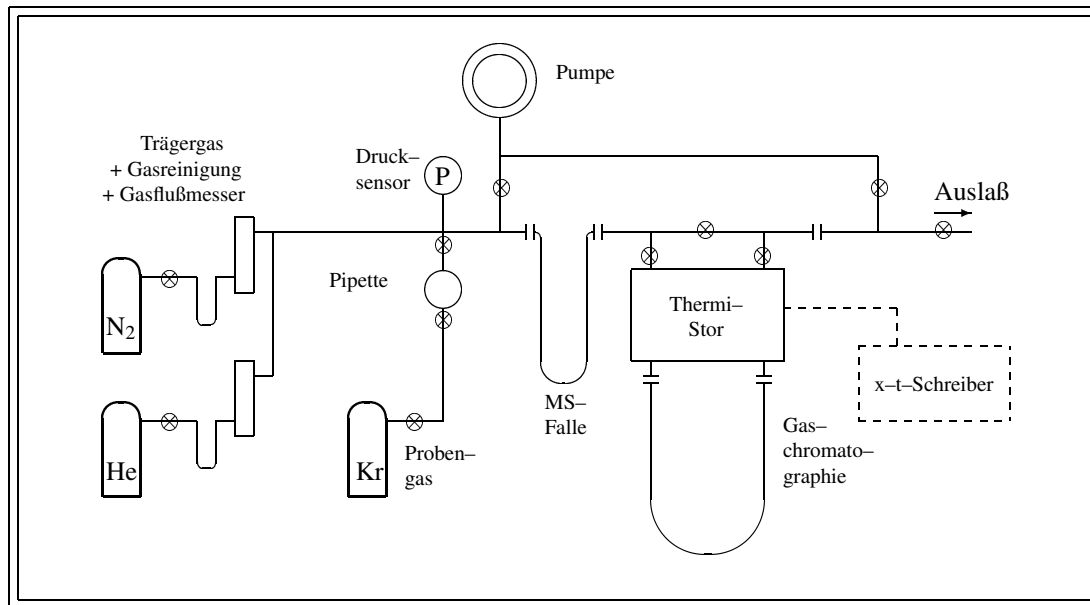 Pumpe
Trägergas
+ Gasreinigung
+ Gasflußmesser
Druck–
sensor
P
Auslaß
Pipette
N2
Thermi–
Stor
x–t–Schreiber
MS–
Falle
He
Kr
Proben–
gas
Gas–
chromato–
graphie